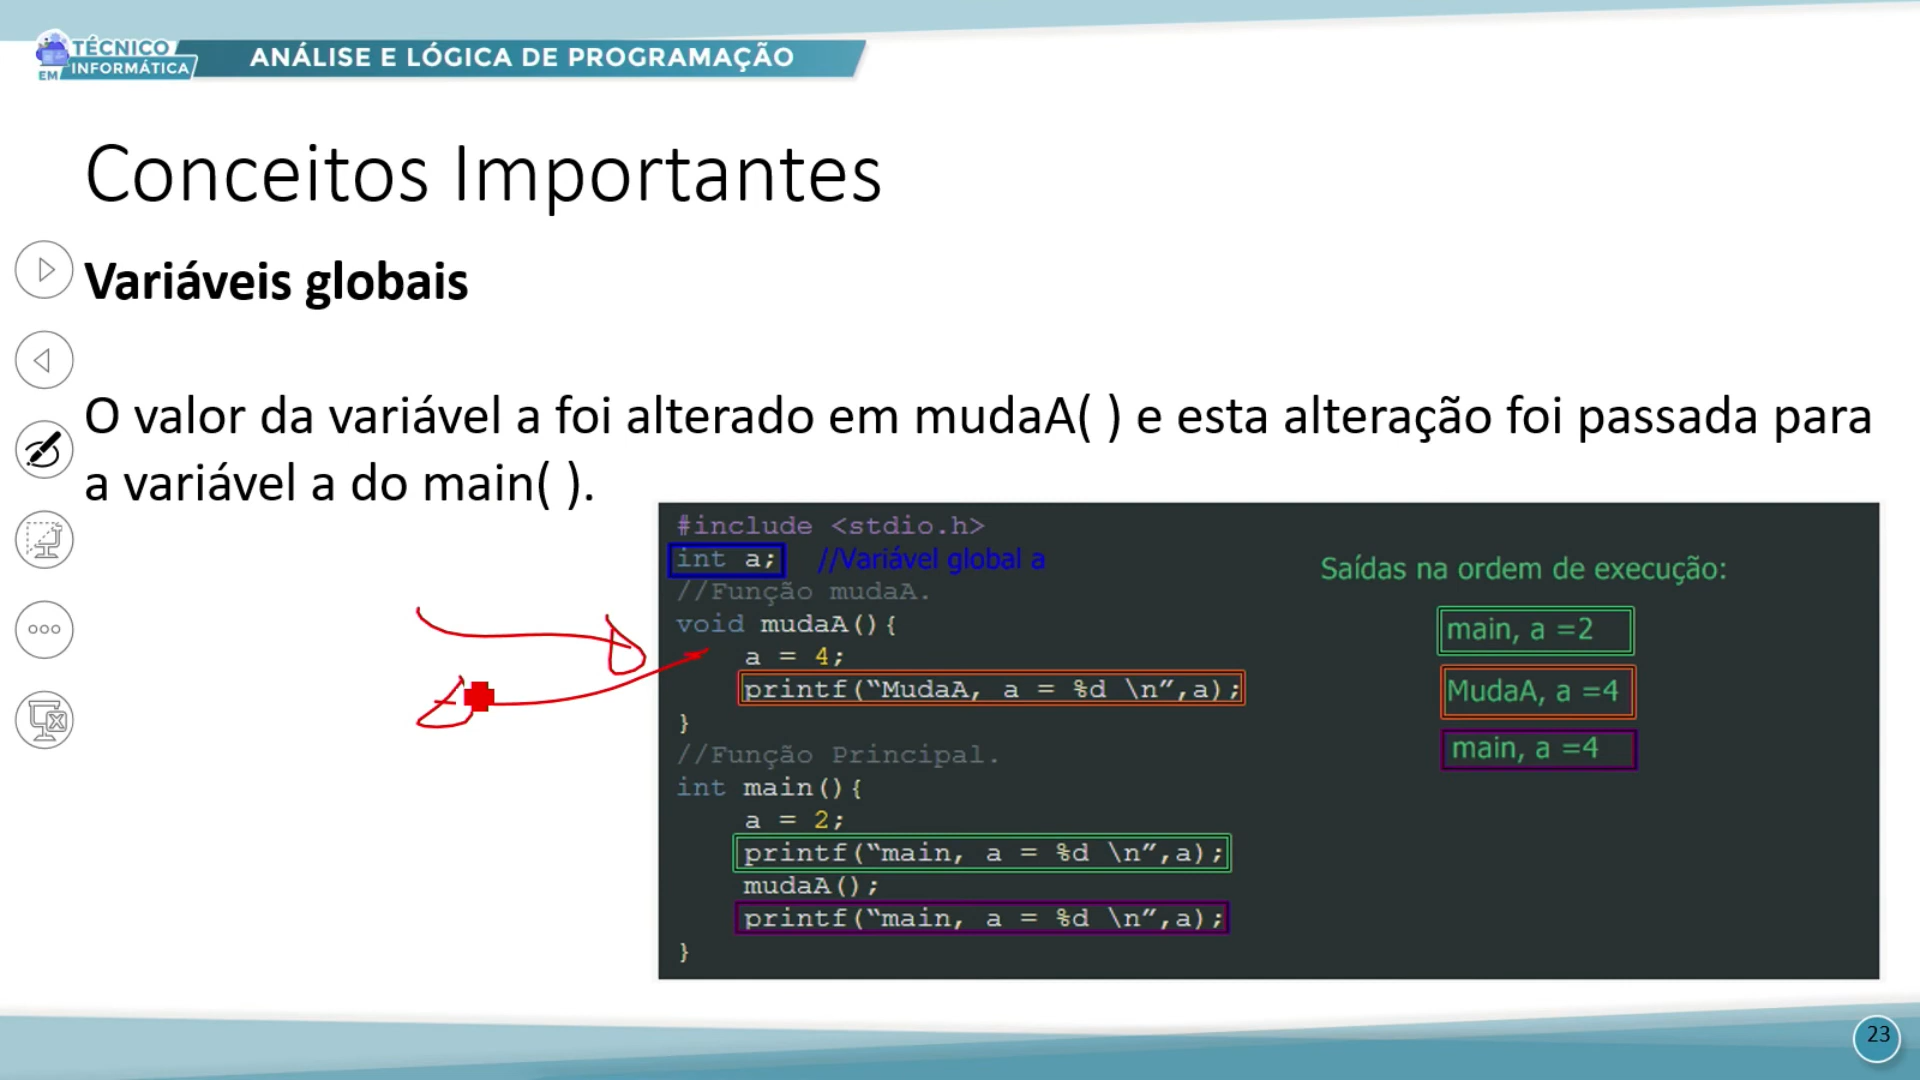 TÉCNICO
EM INFORMÁTICA
ANÁLISE E LÓGICA DE PROGRAMAÇÃO
Conceitos Importantes
Variáveis globais
O valor da variável a foi alterado em mudaA( ) e esta alteração foi passada para
a variável a do main( ).
#include <stdio.h>
int a; //Variável global a
//Função mudaA.
void mudaA(){
a = 4;
printf(“MudaA, a = %d \n”,a);
}
//Função Principal.
int main(){
a = 2;
printf(“main, a = %d \n”,a);
mudaA();
printf(“main, a = %d \n”,a);
}
Saídas na ordem de execução:
main, a =2
MudaA, a =4
main, a =4
23